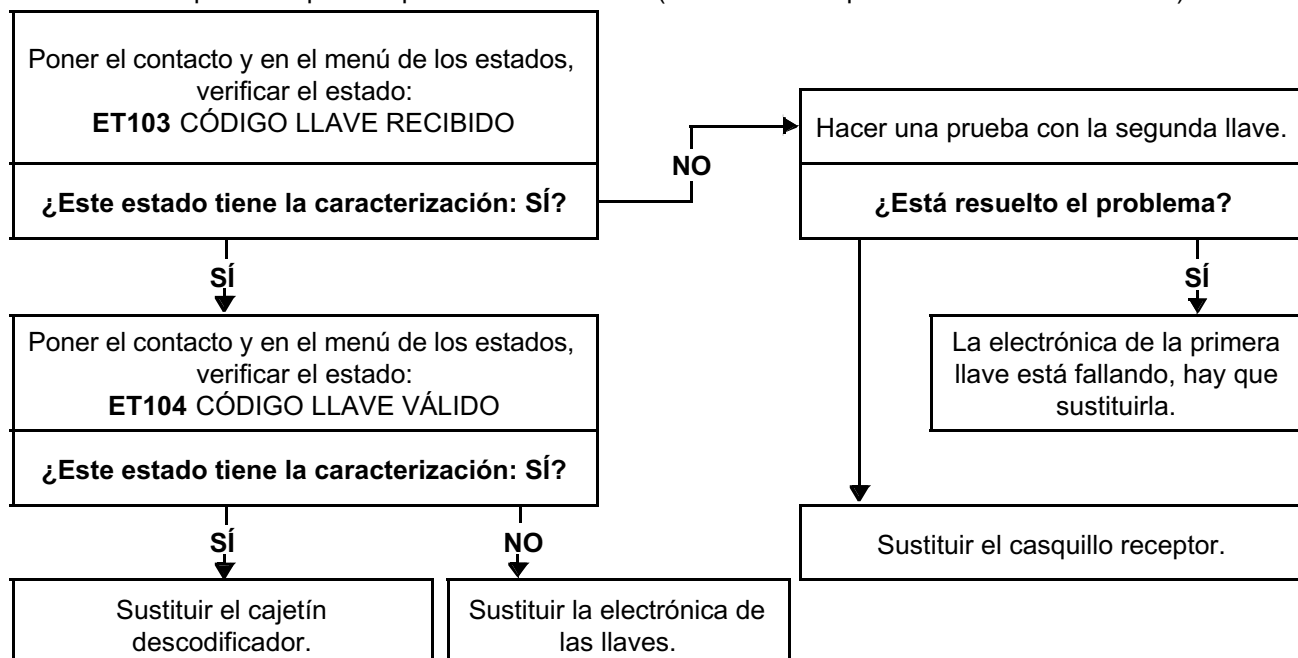 Poner el contacto y en el menú de los estados,
verificar el estado:
ET103 CÓDIGO LLAVE RECIBIDO
¿Este estado tiene la caracterización: SÍ?
NO
Hacer una prueba con la segunda llave.
¿Está resuelto el problema?
SÍ
SÍ
Poner el contacto y en el menú de los estados,
verificar el estado:
ET104 CÓDIGO LLAVE VÁLIDO
¿Este estado tiene la caracterización: SÍ?
La electrónica de la primera
llave está fallando, hay que
sustituirla.
SÍ
NO
Sustituir el casquillo receptor.
Sustituir el cajetín
descodificador.
Sustituir la electrónica de
las llaves.